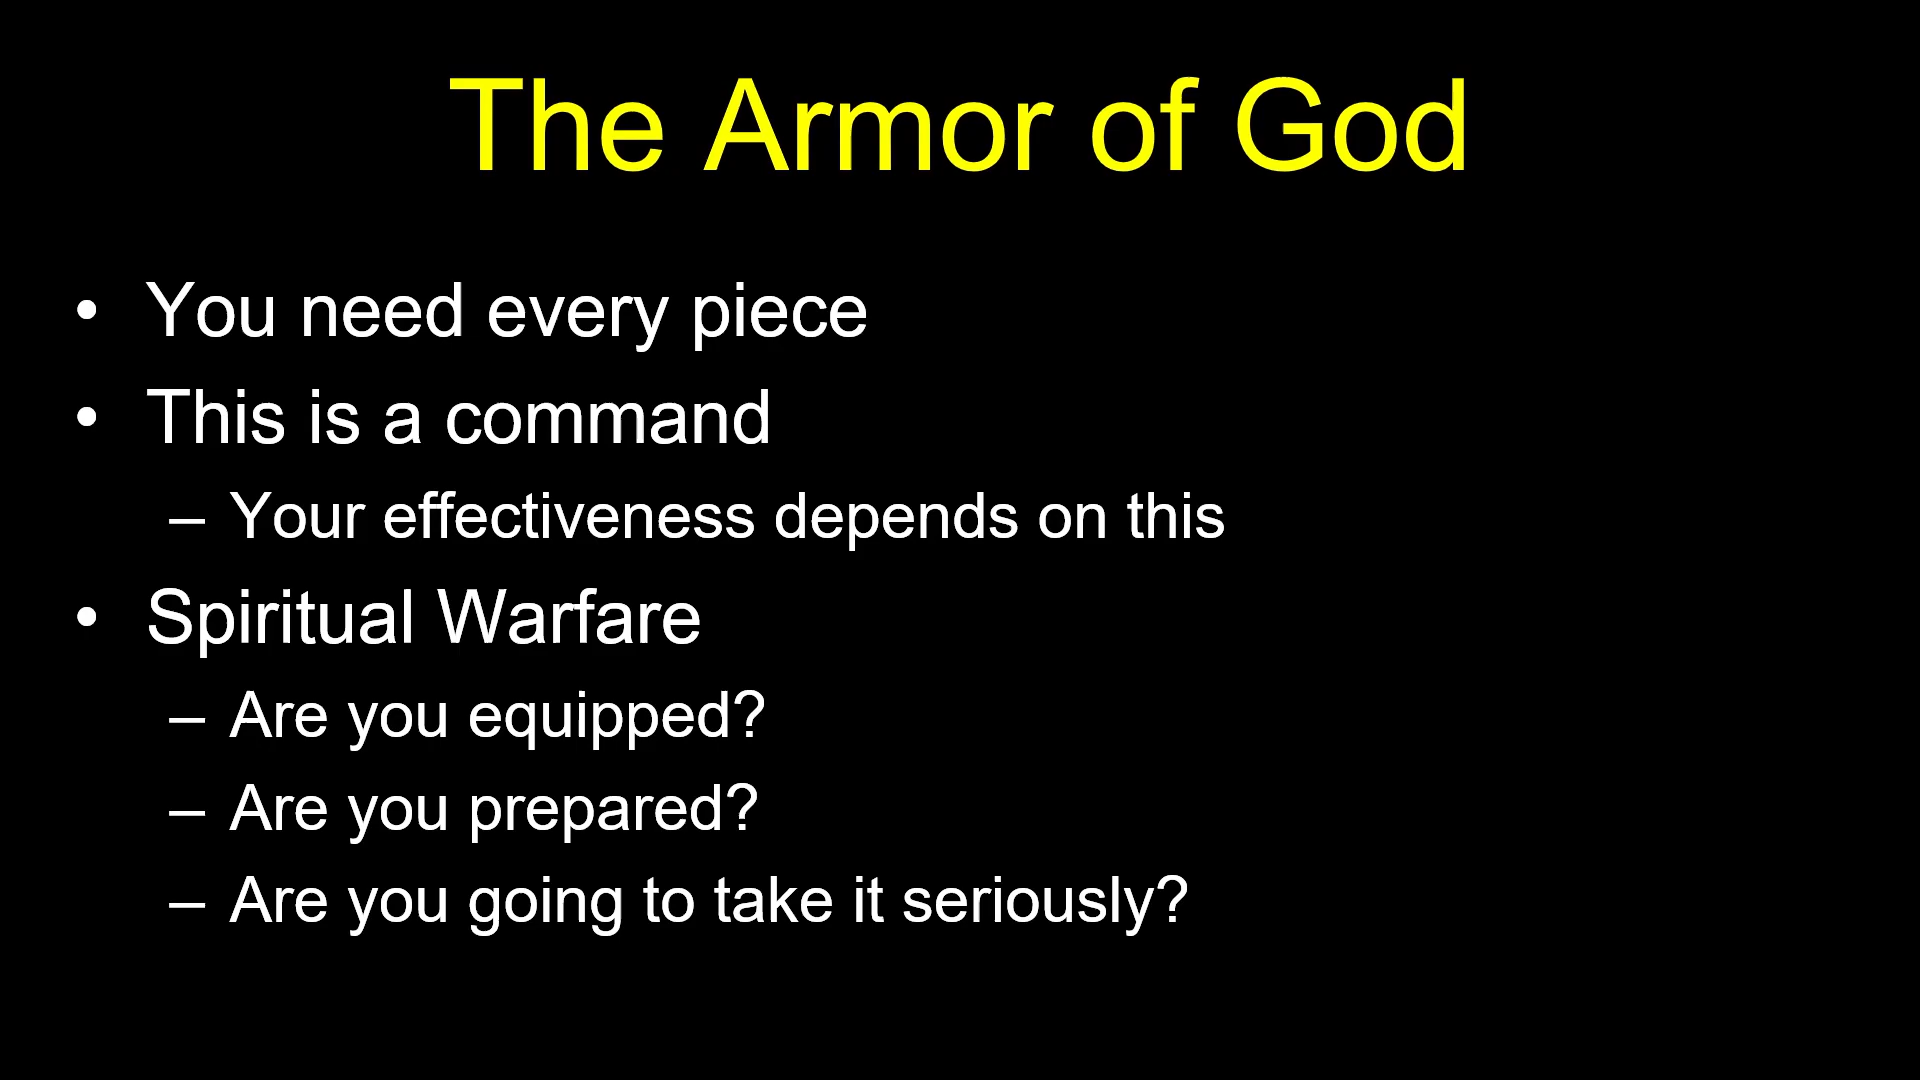 The Armor of God
• You need every piece
• This is a command
– Your effectiveness depends on this
• Spiritual Warfare
– Are you equipped?
– Are you prepared?
– Are you going to take it seriously?